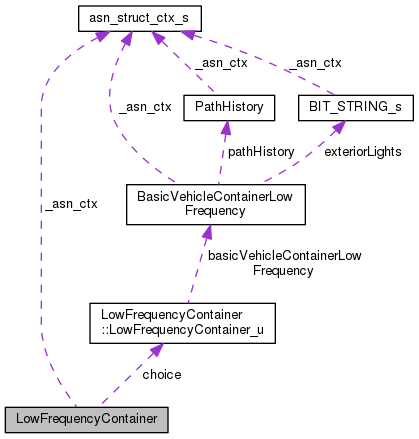 asn_struct_ctx_s
_asn_ctx
_asn_ctx
_asn_ctx
PathHistory
BIT_STRING_s
pathHistory
exteriorLights
BasicVehicleContainerLow
Frequency
_asn_ctx
basicVehicleContainerLow
Frequency
LowFrequencyContainer
::LowFrequencyContainer_u
choice
LowFrequencyContainer